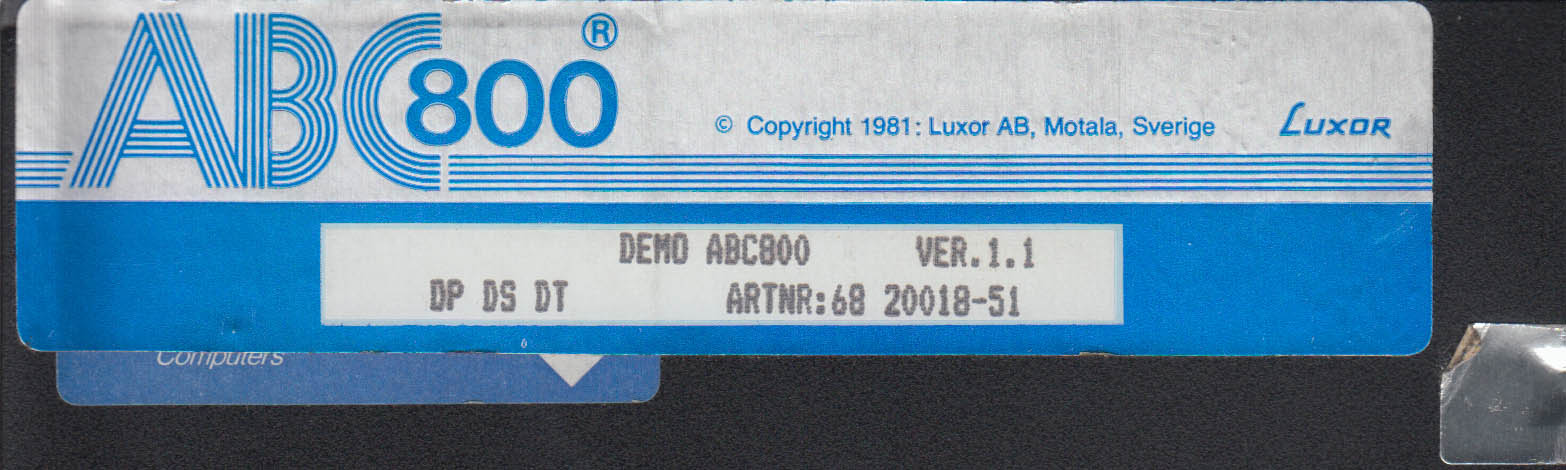 ABC800®
© Copyright 1981: Luxor AB, Motala, Sverige
LUXOR
DEMO ABC800 VER.1.1
DP DS DT ARTNR:68 20018-51
Computers